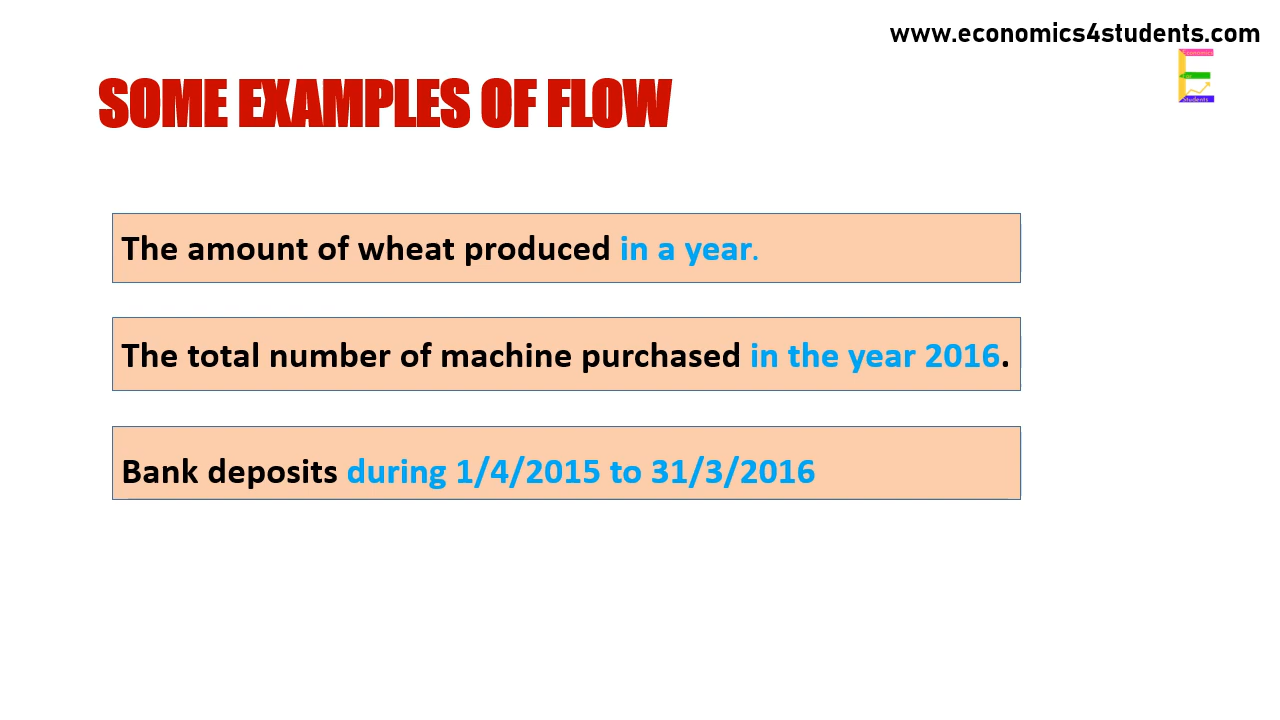 www.economics4students.com
SOME EXAMPLES OF FLOW
The amount of wheat produced in a year.
The total number of machine purchased in the year 2016.
Bank deposits during 1/4/2015 to 31/3/2016